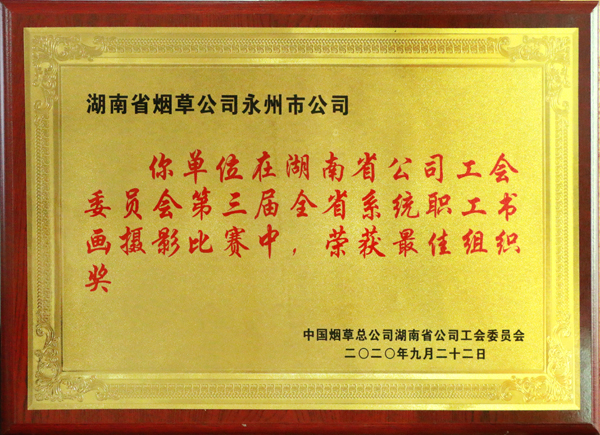 湖南省烟草公司永州市公司
你单位在湖南省公司工会
委员会第三届全省系统职工书
画摄影比赛中，荣获最佳组织
奖
中国烟草总公司湖南省公司工会委员会
二〇二〇年九月二十二日